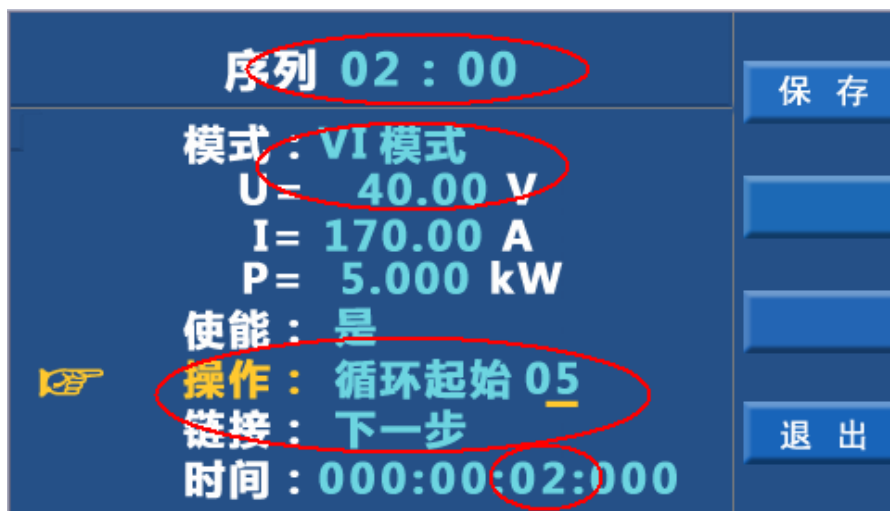 序列 02 : 00
保 存
模式：VI 模式
U= 40.00 V
I= 170.00 A
P= 5.000 kW
使能： 是
操作： 循环起始 05
链接： 下一步
退 出
时间：000:00:02:000